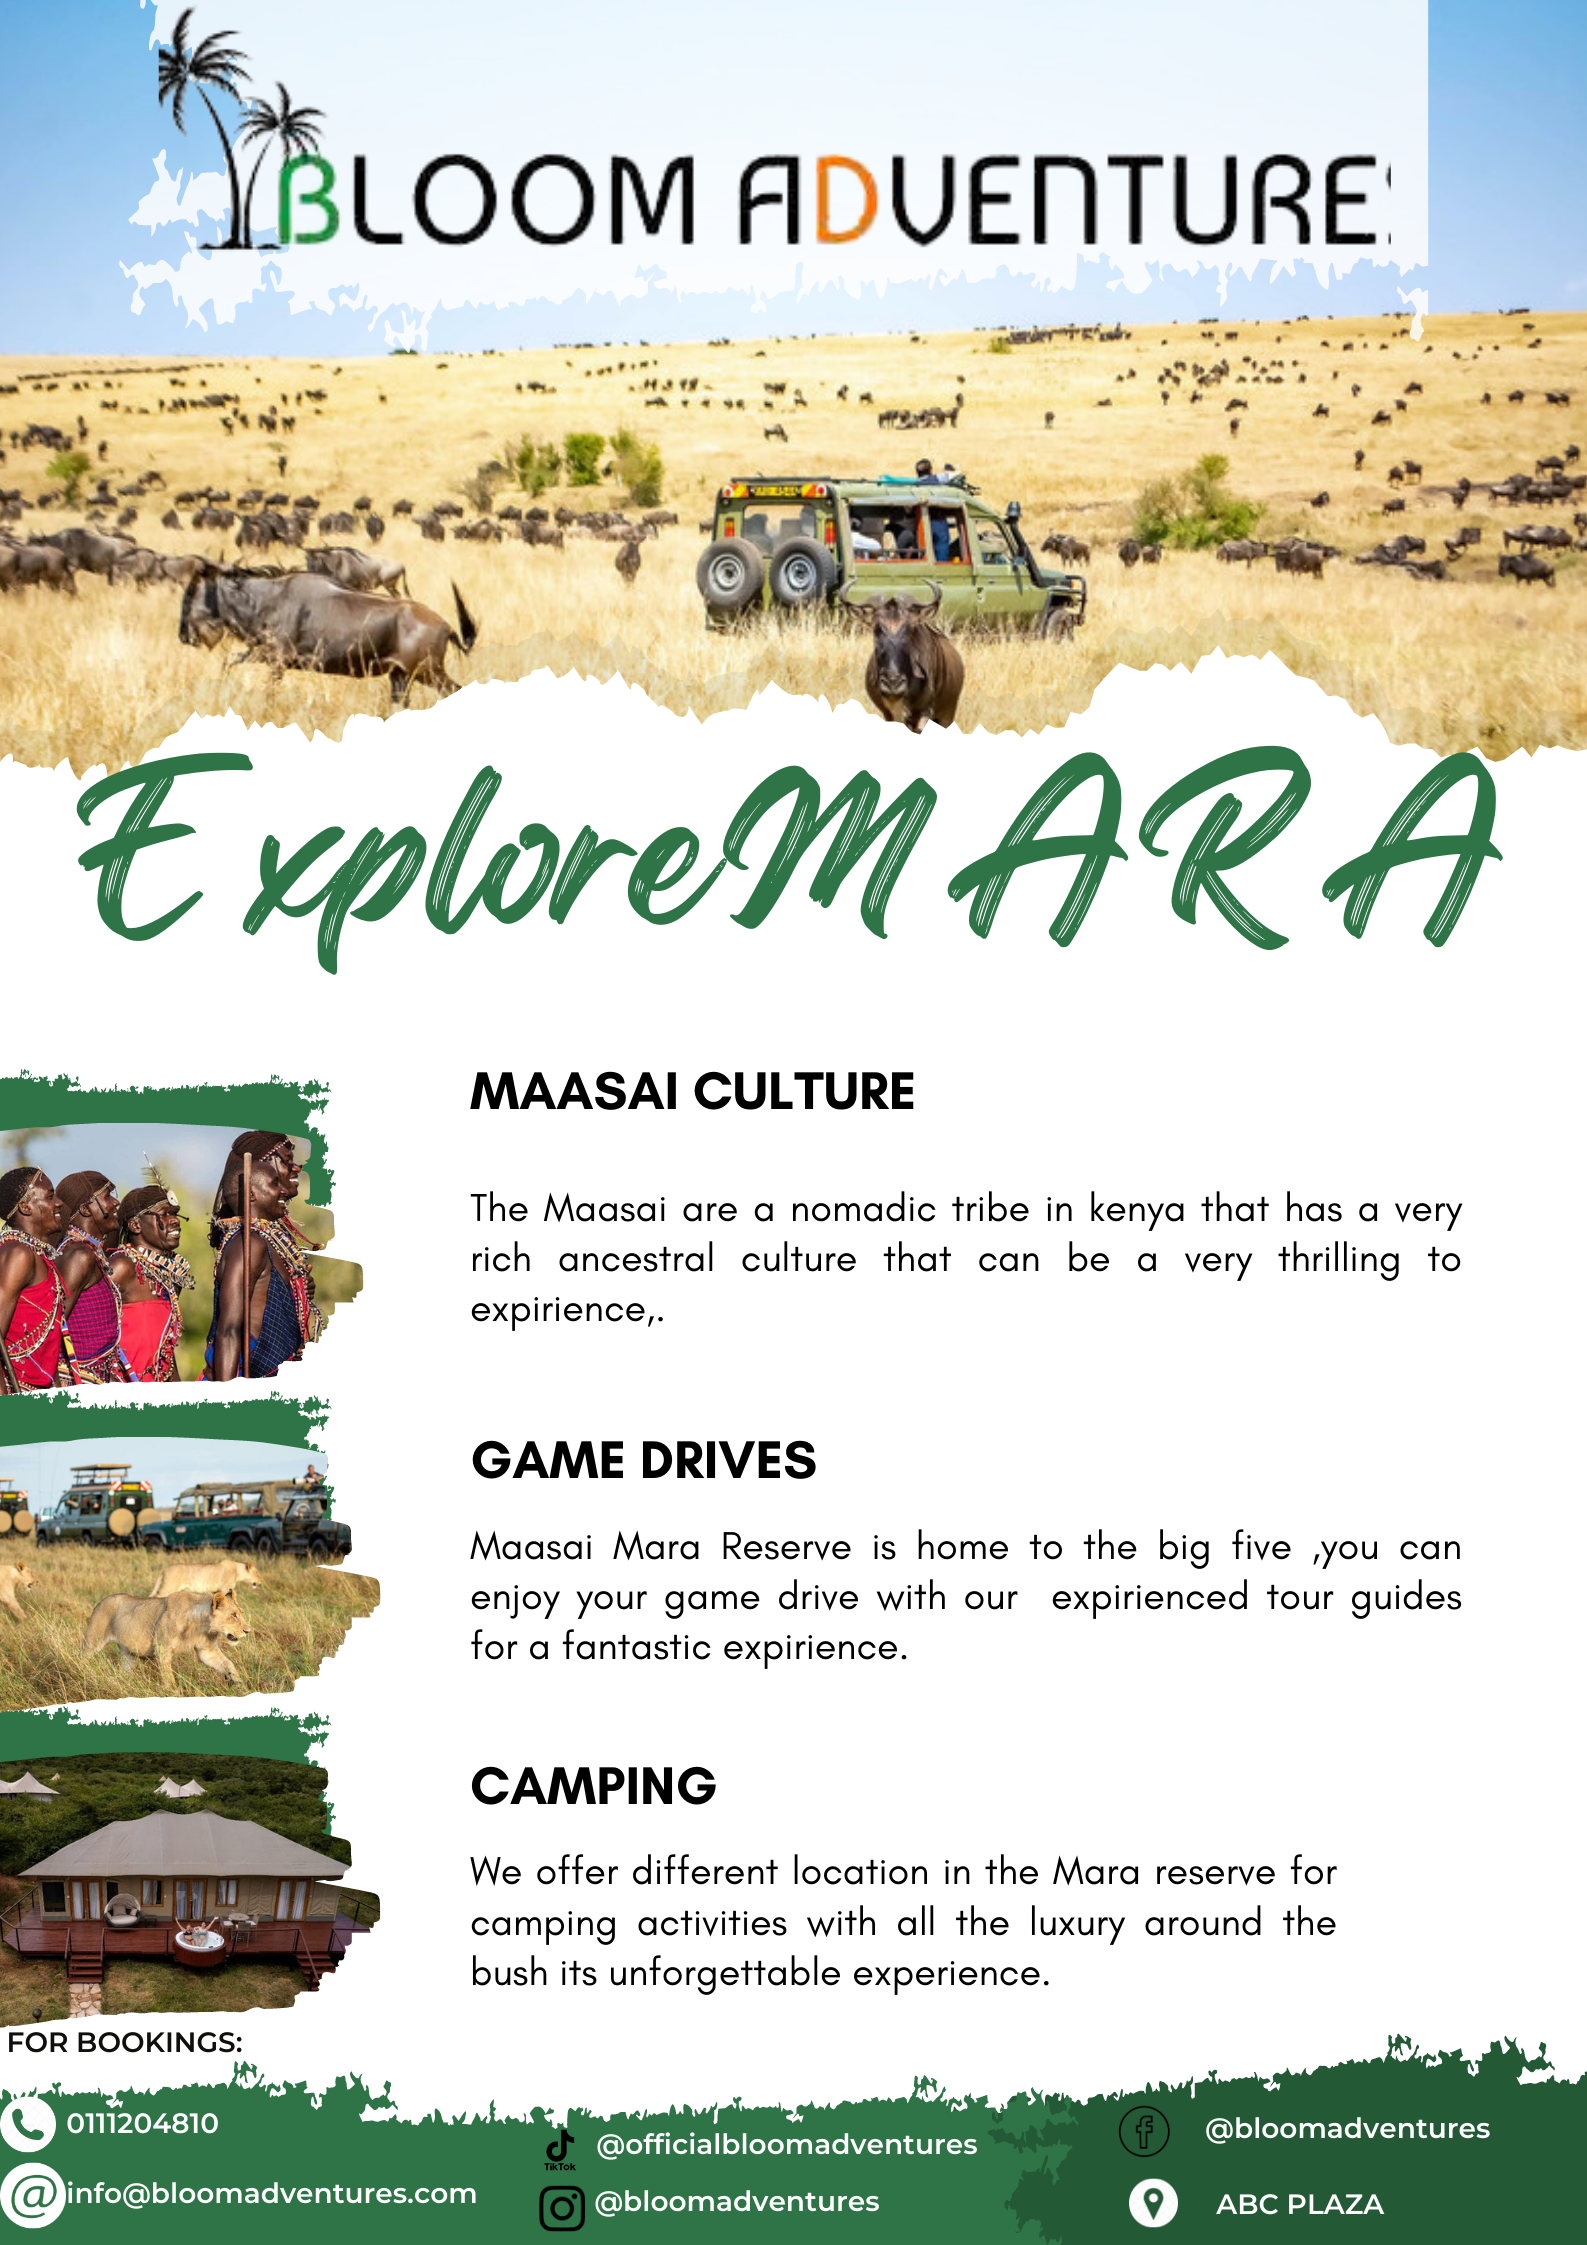 BLOOM ADVENTURES
Explore MARA
MAASAI CULTURE
The Maasai are a nomadic tribe in kenya that has a very
rich ancestral culture that can be a very thrilling to
expirience,.
GAME DRIVES
Maasai Mara Reserve is home to the big five ,you can
enjoy your game drive with our expirienced tour guides
for a fantastic expirience.
CAMPING
We offer different location in the Mara reserve for
camping activities with all the luxury around the
bush its unforgettable experience.
FOR BOOKINGS:
0111204810
@info@bloomadventures.com
TikTok
@officialbloomadventures
@bloomadventures
@bloomadventures
ABC PLAZA